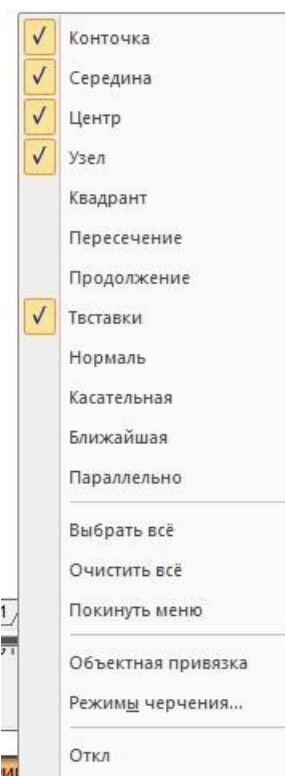 Конточка
Середина
Центр
Узел
Квадрант
Пересечение
Продолжение
Твставки
Нормаль
Касательная
Ближайшая
Параллельно
Выбрать всё
Очистить всё
Покинуть меню
1
Объектная привязка
Режимы черчения...
Откл